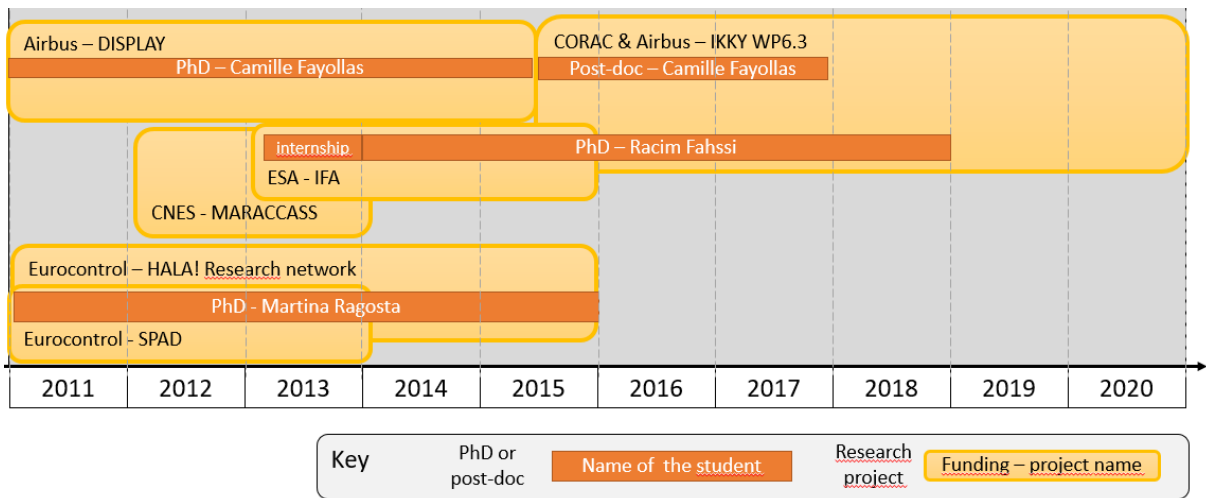 Airbus – DISPLAY
PhD – Camille Fayollas
CORAC & Airbus – IKKY WP6.3
Post-doc – Camille Fayollas
internship
PhD – Racim Fahssi
ESA - IFA
CNES - MARACCASS
Eurocontrol – HALA! Research network
PhD - Martina Ragosta
Eurocontrol - SPAD
2011 2012 2013 2014 2015 2016 2017 2018 2019 2020
Key
PhD or
post-doc
Name of the student
Research
project
Funding – project name